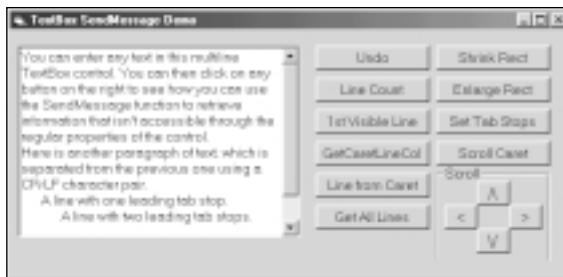 TextBox SendMessage Demo
You can enter any text in this multiline
TextBox control. You can then click on any
button on the right to see how you can use
the SendMessage function to retrieve
information that isn't accessible through the
regular properties of the control.
Here is another paragraph of text, which is
separated from the previous one using a
CR-LF character pair.
A line with one leading tab stop.
A line with two leading tab stops.
Undo
Line Count
1st Visible Line
GetCaretLineCol
Line from Caret
Get All Lines
Shrink Rect
Enlarge Rect
Set Tab Stops
Scroll Caret
Scroll
Λ
< >
V